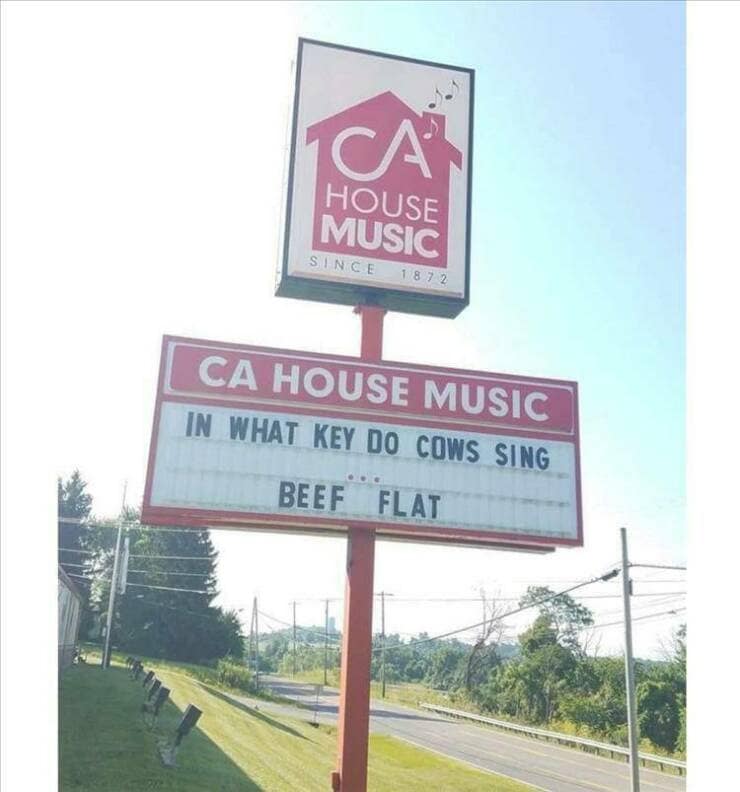 CA
HOUSE
MUSIC
SINCE 1872
CA HOUSE MUSIC
IN WHAT KEY DO COWS SING
...
BEEF FLAT